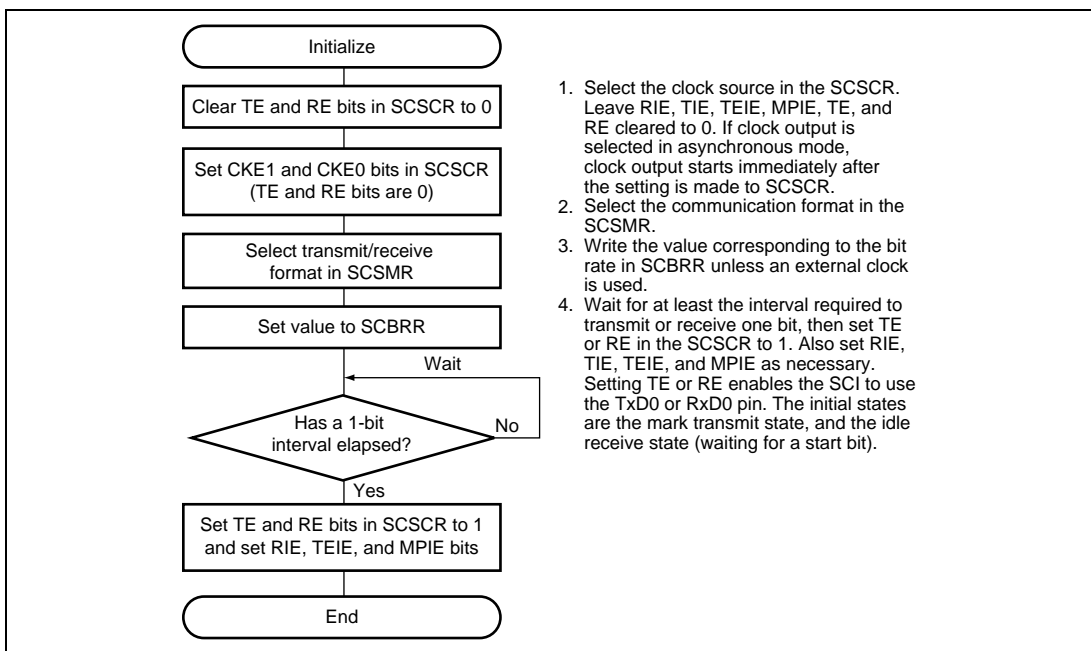 Initialize
Clear TE and RE bits in SCSCR to 0
Set CKE1 and CKE0 bits in SCSCR
(TE and RE bits are 0)
Select transmit/receive
format in SCSMR
Set value to SCBRR
Wait
Has a 1-bit
interval elapsed?
No
Yes
Set TE and RE bits in SCSCR to 1
and set RIE, TEIE, and MPIE bits
End
1. Select the clock source in the SCSCR.
Leave RIE, TIE, TEIE, MPIE, TE, and
RE cleared to 0. If clock output is
selected in asynchronous mode,
clock output starts immediately after
the setting is made to SCSCR.
2. Select the communication format in the
SCSMR.
3. Write the value corresponding to the bit
rate in SCBRR unless an external clock
is used.
4. Wait for at least the interval required to
transmit or receive one bit, then set TE
or RE in the SCSCR to 1. Also set RIE,
TIE, TEIE, and MPIE as necessary.
Setting TE or RE enables the SCI to use
the TxD0 or RxD0 pin. The initial states
are the mark transmit state, and the idle
receive state (waiting for a start bit).